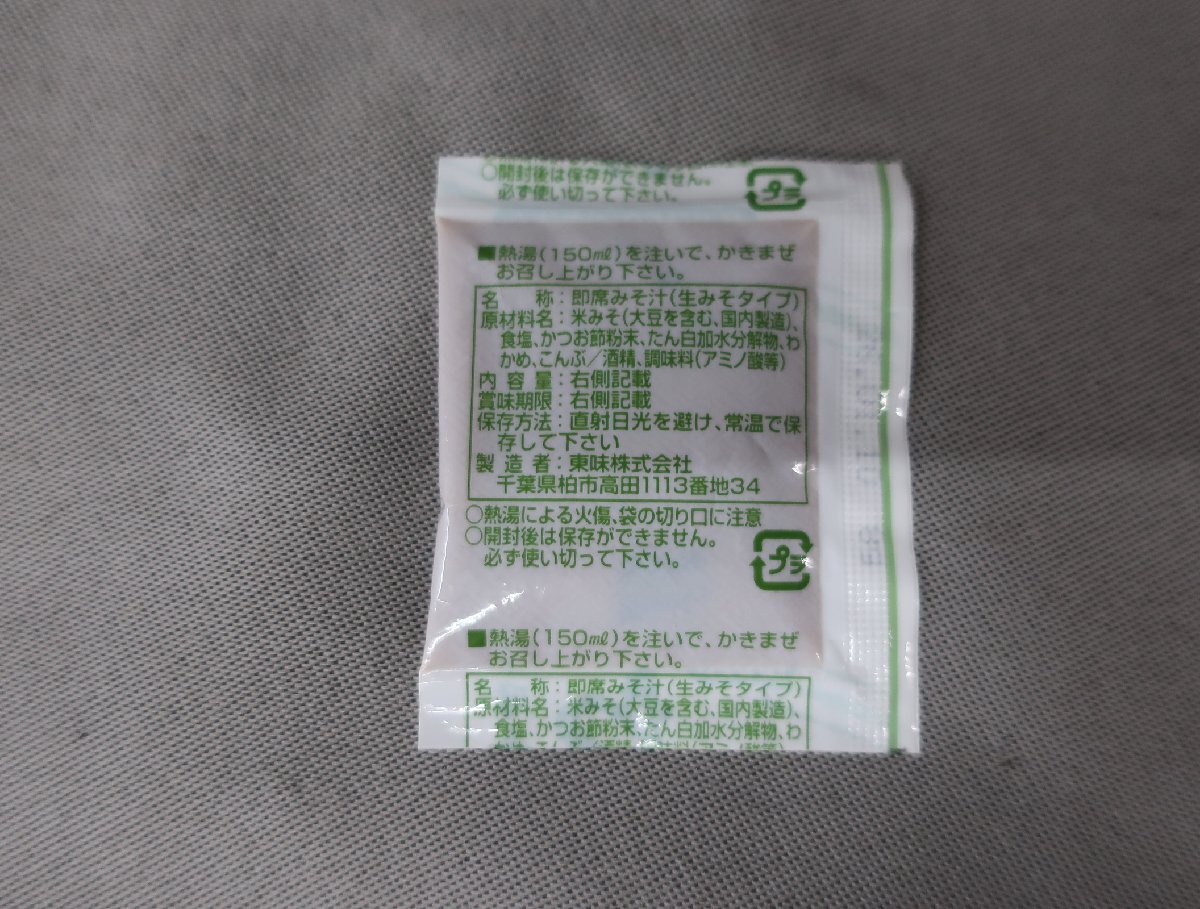 ○開封後は保存ができません。
必ず使い切って下さい。
プラ
■熱湯(150㎖)を注いで、かきまぜ
お召し上がり下さい。
名 称：即席みそ汁(生みそタイプ)
原材料名：米みそ(大豆を含む、国内製造)、
食塩、かつお節粉末、たん白加水分解物、わ
かめ、こんぶ／酒精、調味料(アミノ酸等)
内容量：右側記載
賞味期限：右側記載
保存方法：直射日光を避け、常温で保
存して下さい
製造者：東味株式会社
千葉県柏市高田1113番地34
○熱湯による火傷、袋の切り口に注意
○開封後は保存ができません。
必ず使い切って下さい。
プラ
■熱湯(150㎖)を注いで、かきまぜ
お召し上がり下さい。
名 称：即席みそ汁(生みそタイプ)
原材料名：米みそ(大豆を含む、国内製造)、
食塩、かつお節粉末、たん白加水分解物、わ